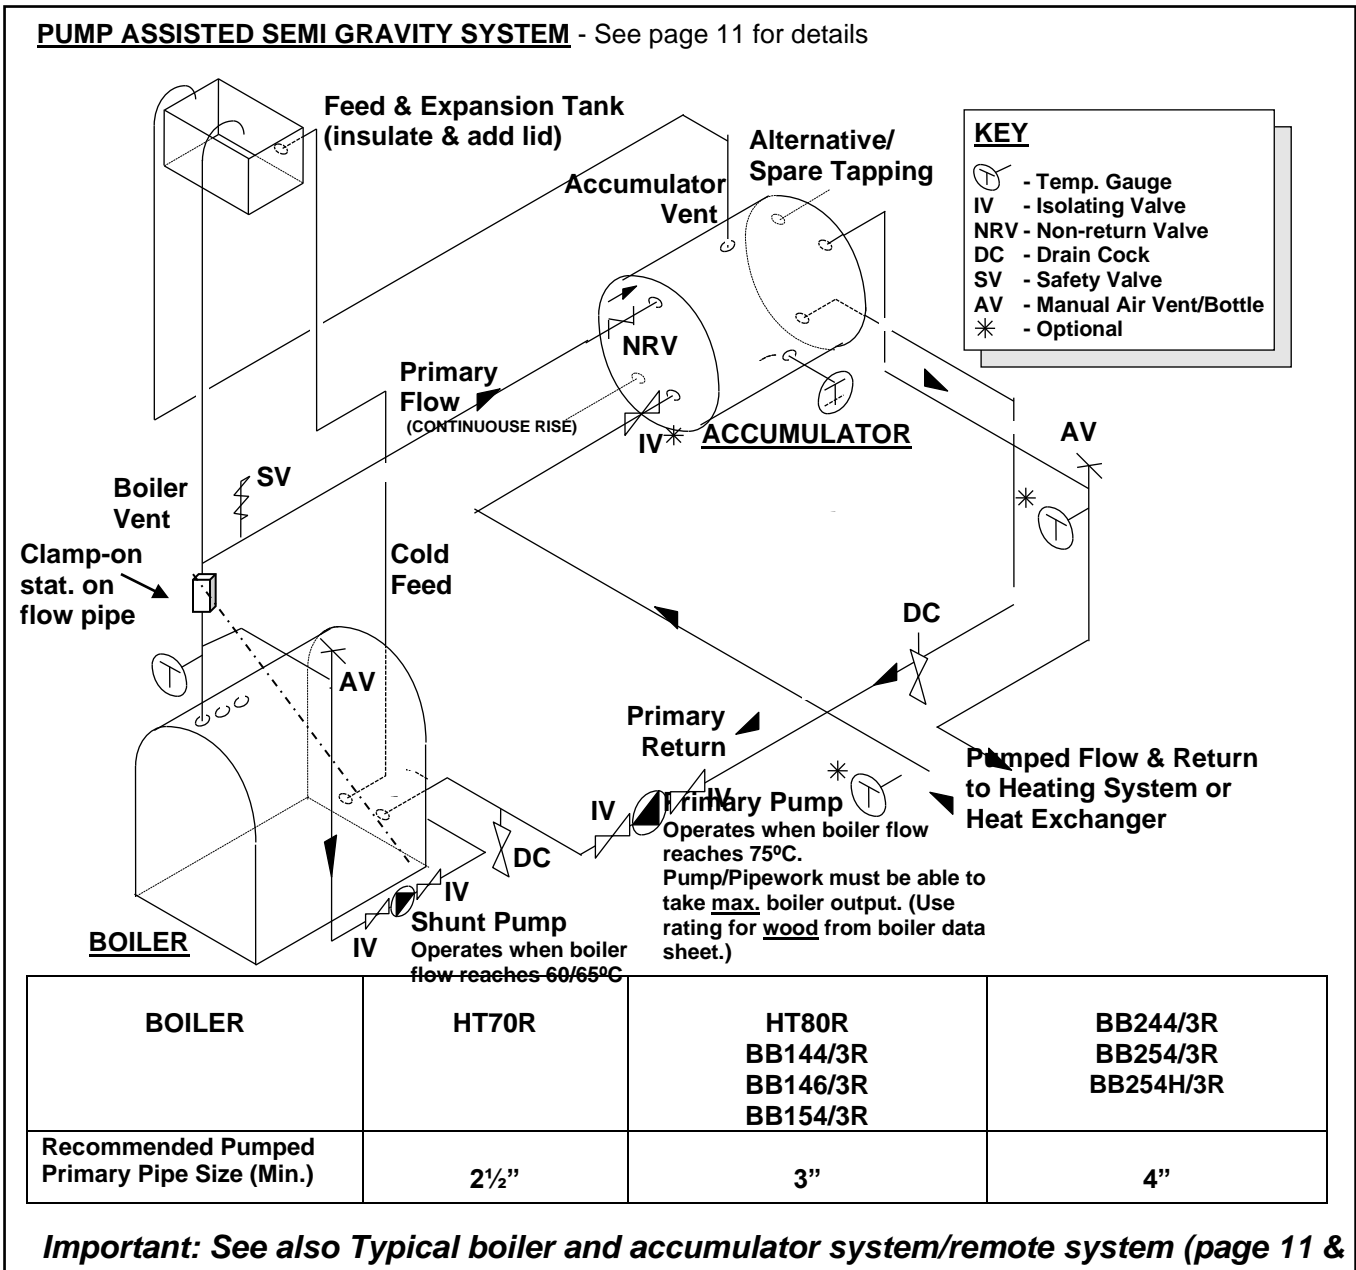 PUMP ASSISTED SEMI GRAVITY SYSTEM - See page 11 for details
Feed & Expansion Tank
(insulate & add lid)
Accumulator
Vent
Alternative/
Spare Tapping
KEY
T - Temp. Gauge
IV - Isolating Valve
NRV - Non-return Valve
DC - Drain Cock
SV - Safety Valve
AV - Manual Air Vent/Bottle
✳ - Optional
NRV
Primary
Flow
(CONTINUOUSE RISE)
T
IV✳
ACCUMULATOR
AV
✳
T
SV
Boiler
Vent
Clamp-on
stat. on
flow pipe
Cold
Feed
DC
T
AV
Primary
Return
Pumped Flow & Return
to Heating System or
Heat Exchanger
✳
T
IV
IV
Primary Pump
Operates when boiler flow
reaches 75ºC.
Pump/Pipework must be able to
take max. boiler output. (Use
rating for wood from boiler data
sheet.)
DC
IV
IV
Shunt Pump
Operates when boiler
flow reaches 60/65ºC
BOILER
BOILER
HT70R
HT80R
BB144/3R
BB146/3R
BB154/3R
BB244/3R
BB254/3R
BB254H/3R
Recommended Pumped
Primary Pipe Size (Min.)
2½”
3”
4”
Important: See also Typical boiler and accumulator system/remote system (page 11 &